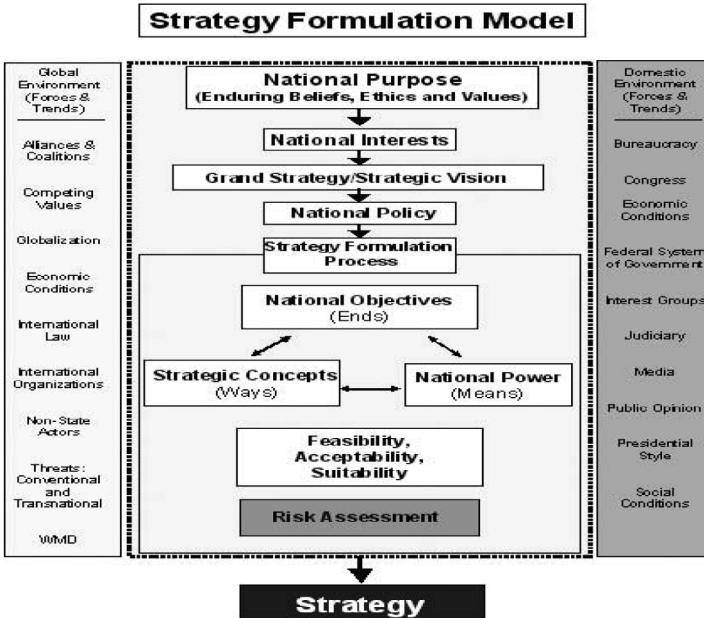 Strategy Formulation Model
Global
Environment
(Forces &
Trends)
Alliances &
Coalitions
Competing
Values
Globalization
Economic
Conditions
International
Law
International
Organizations
Non-State
Actors
Threats:
Conventional
and
Transnational
WMD
National Purpose
(Enduring Beliefs, Ethics and Values)
National Interests
Grand Strategy/Strategic Vision
National Policy
Strategy Formulation
Process
National Objectives
(Ends)
Strategic Concepts
(Ways)
National Power
(Means)
Feasibility,
Acceptability,
Suitability
Risk Assessment
Strategy
Domestic
Environment
(Forces &
Trends)
Bureaucracy
Congress
Economic
Conditions
Federal System
of Government
Interest Groups
Judiciary
Media
Public Opinion
Presidential
Style
Social
Conditions